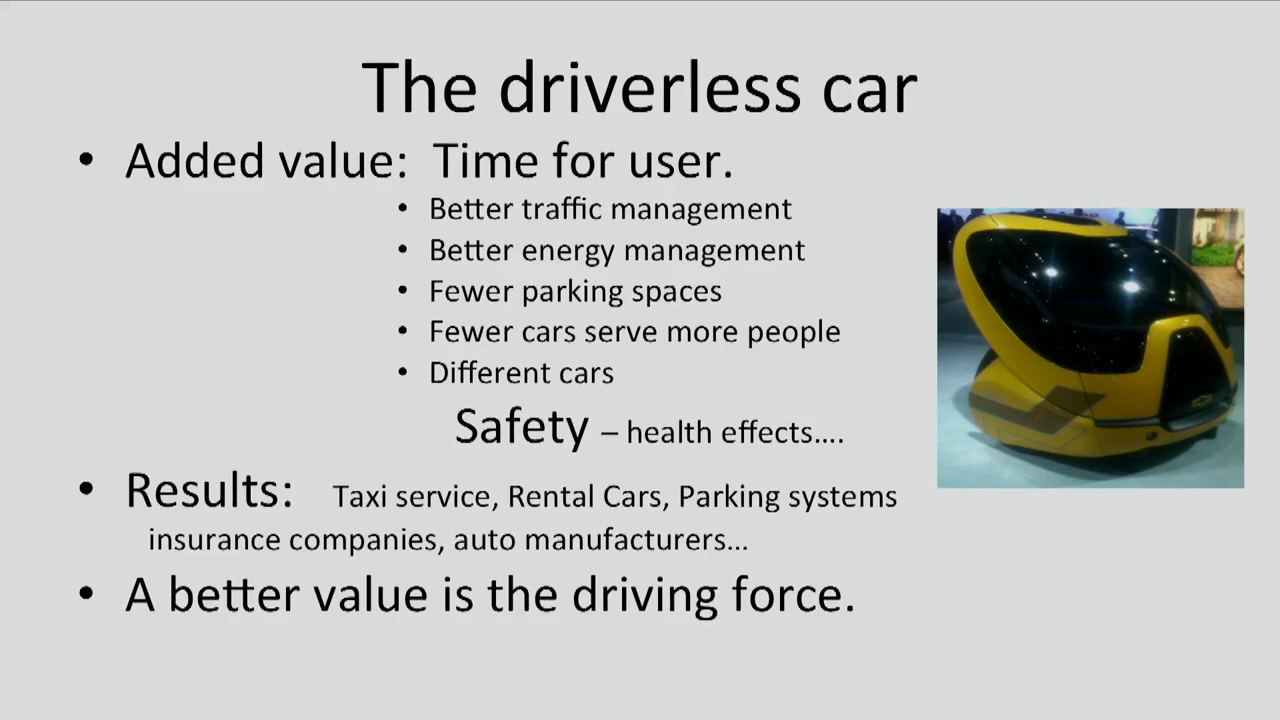 The driverless car
• Added value: Time for user.
• Better traffic management
• Better energy management
• Fewer parking spaces
• Fewer cars serve more people
• Different cars
Safety – health effects....
• Results: Taxi service, Rental Cars, Parking systems
insurance companies, auto manufacturers...
• A better value is the driving force.